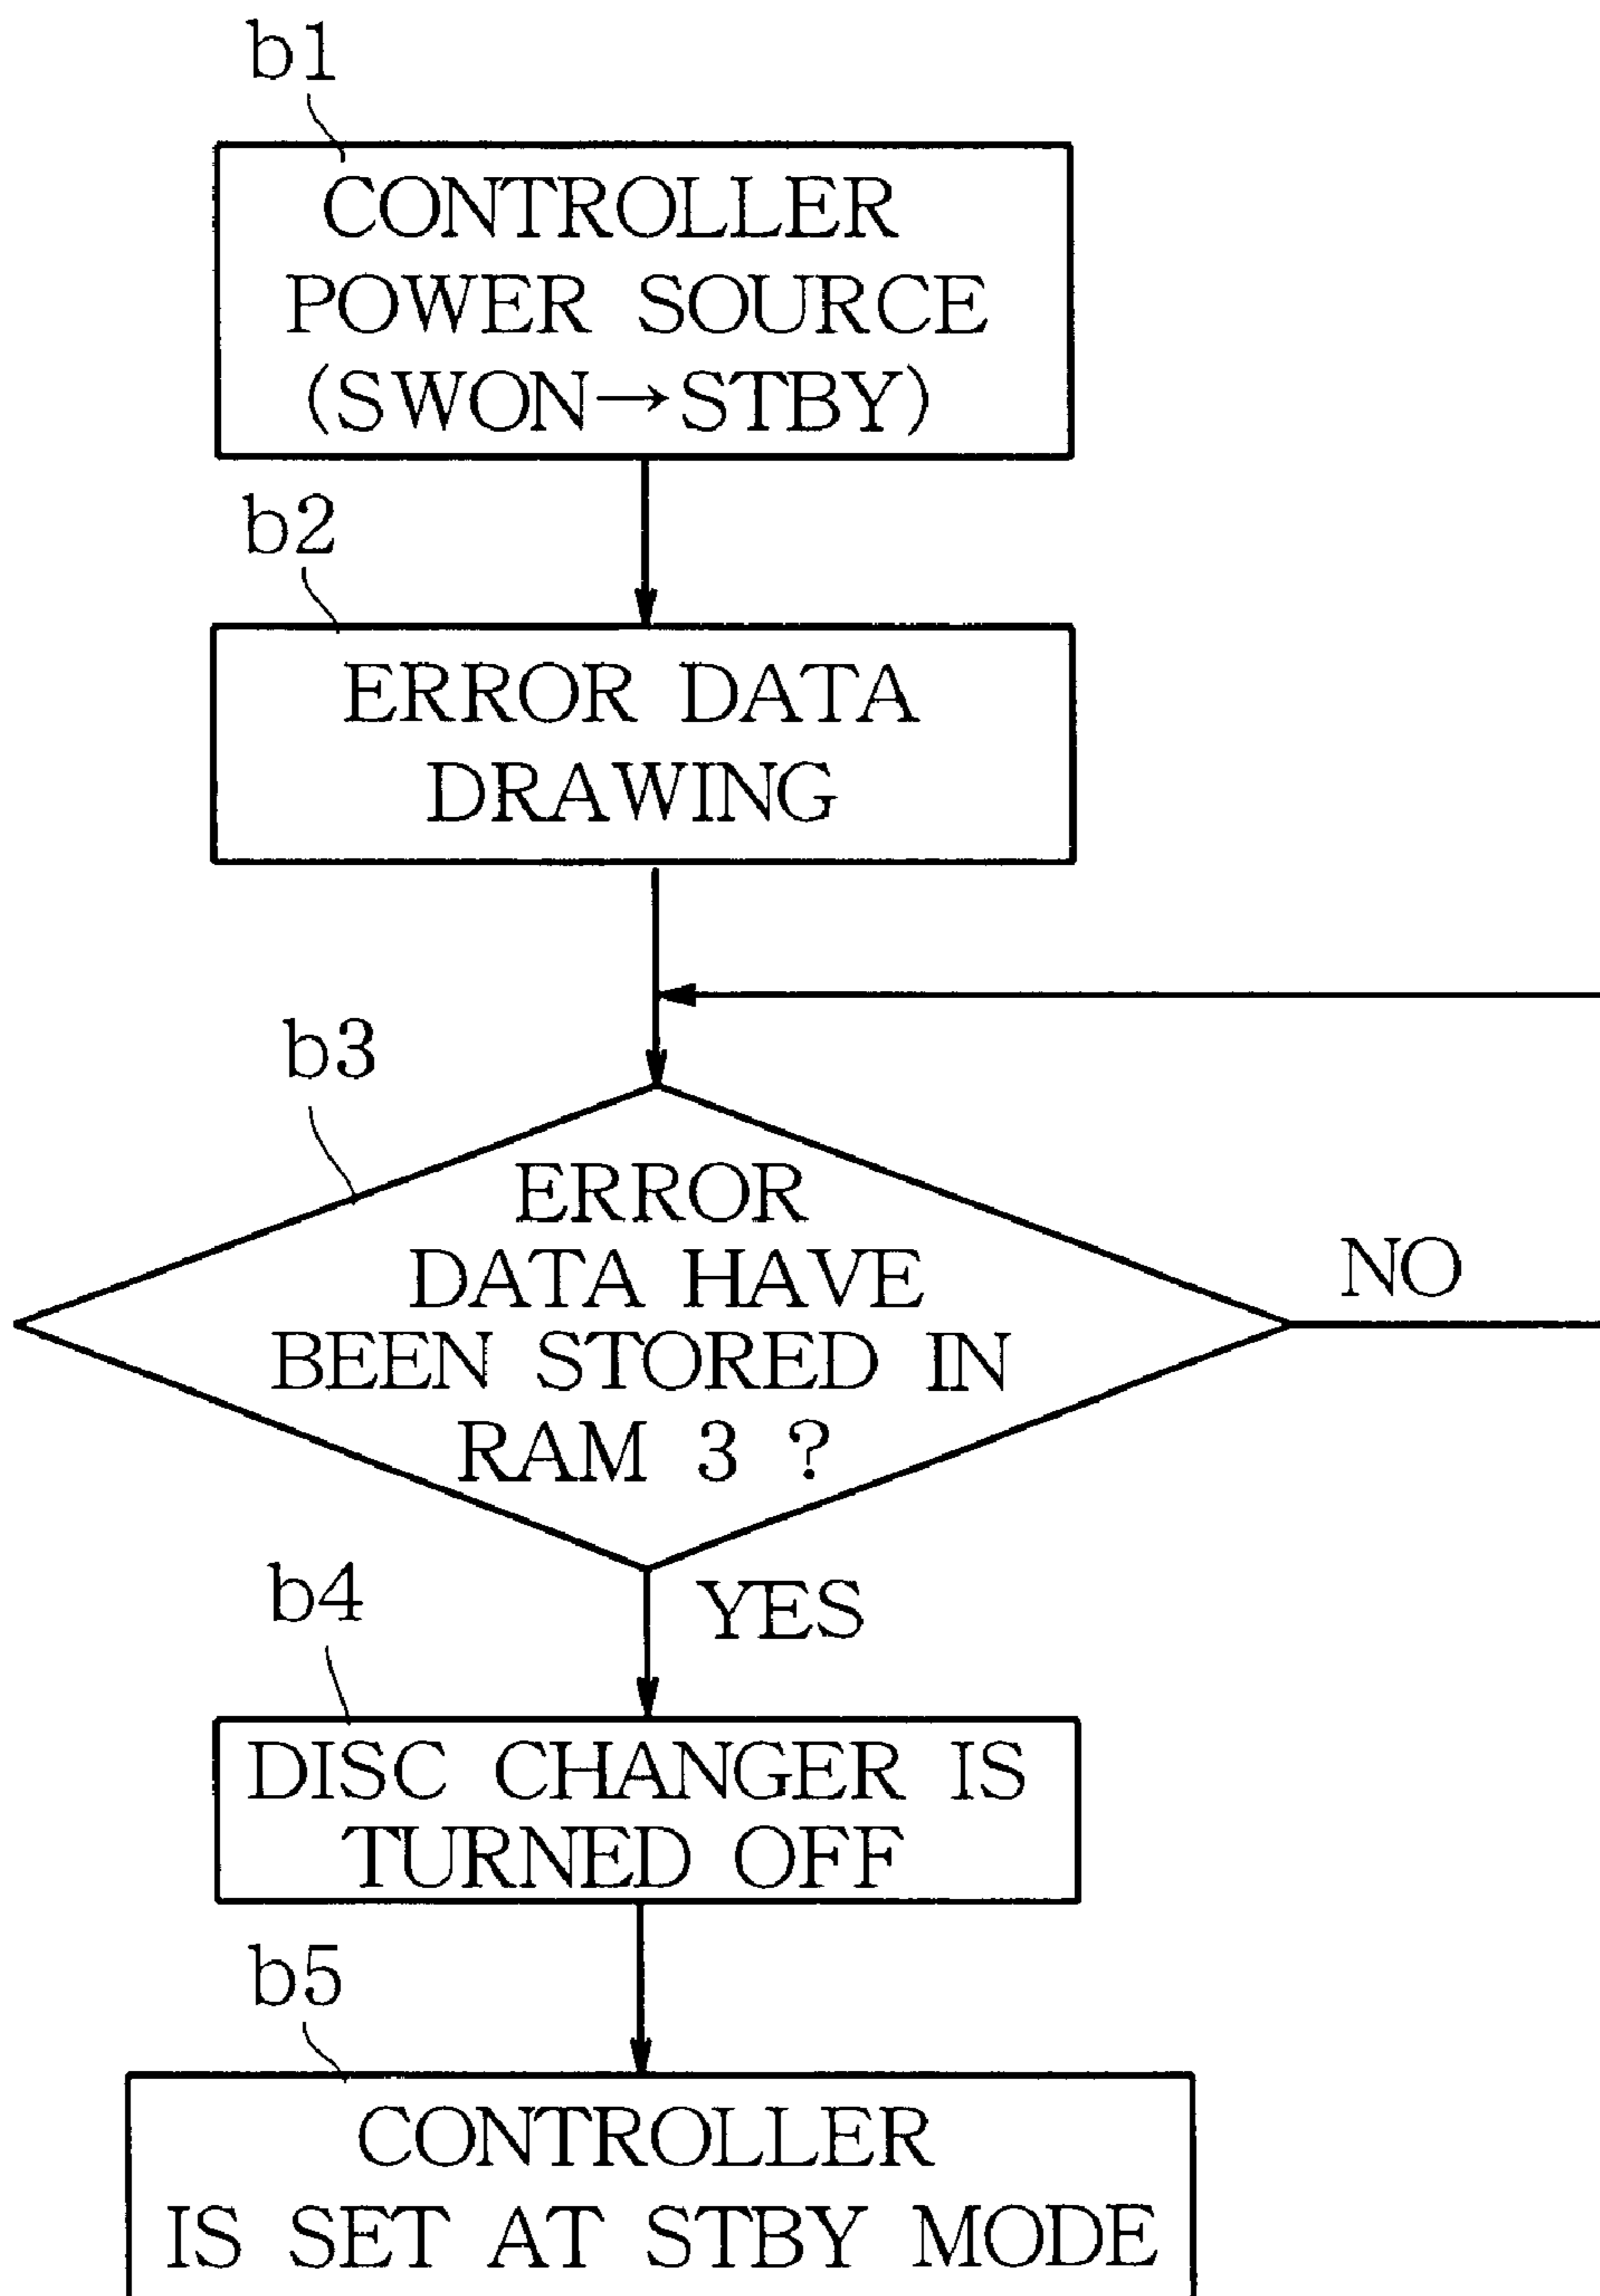 b1
CONTROLLER
POWER SOURCE
(SWON→STBY)
b2
ERROR DATA
DRAWING
b3
ERROR
DATA HAVE
BEEN STORED IN
RAM 3 ?
NO
YES
b4
DISC CHANGER IS
TURNED OFF
b5
CONTROLLER
IS SET AT STBY MODE